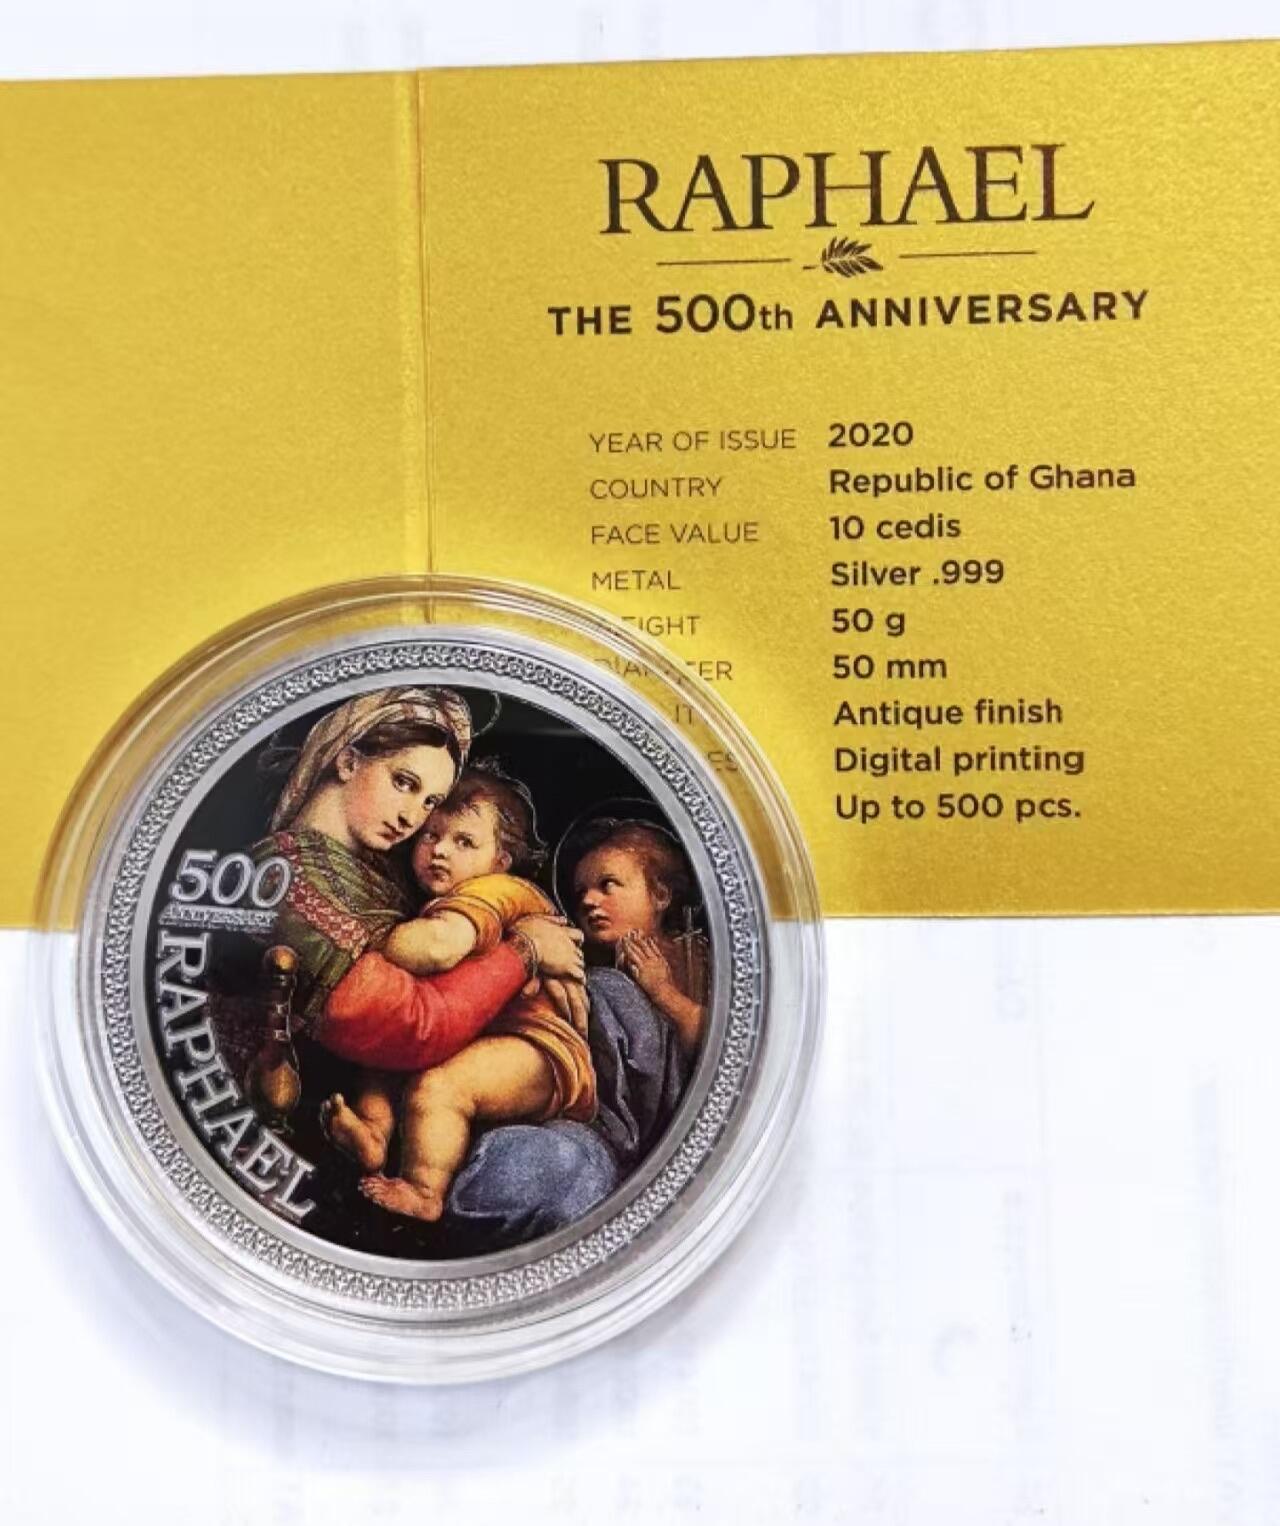 RAPHAEL
THE 500th ANNIVERSARY
YEAR OF ISSUE 2020
COUNTRY Republic of Ghana
FACE VALUE 10 cedis
METAL Silver .999
50 g
50 mm
Antique finish
Digital printing
Up to 500 pcs.
500
ANNIVERSARY
RAPHAEL